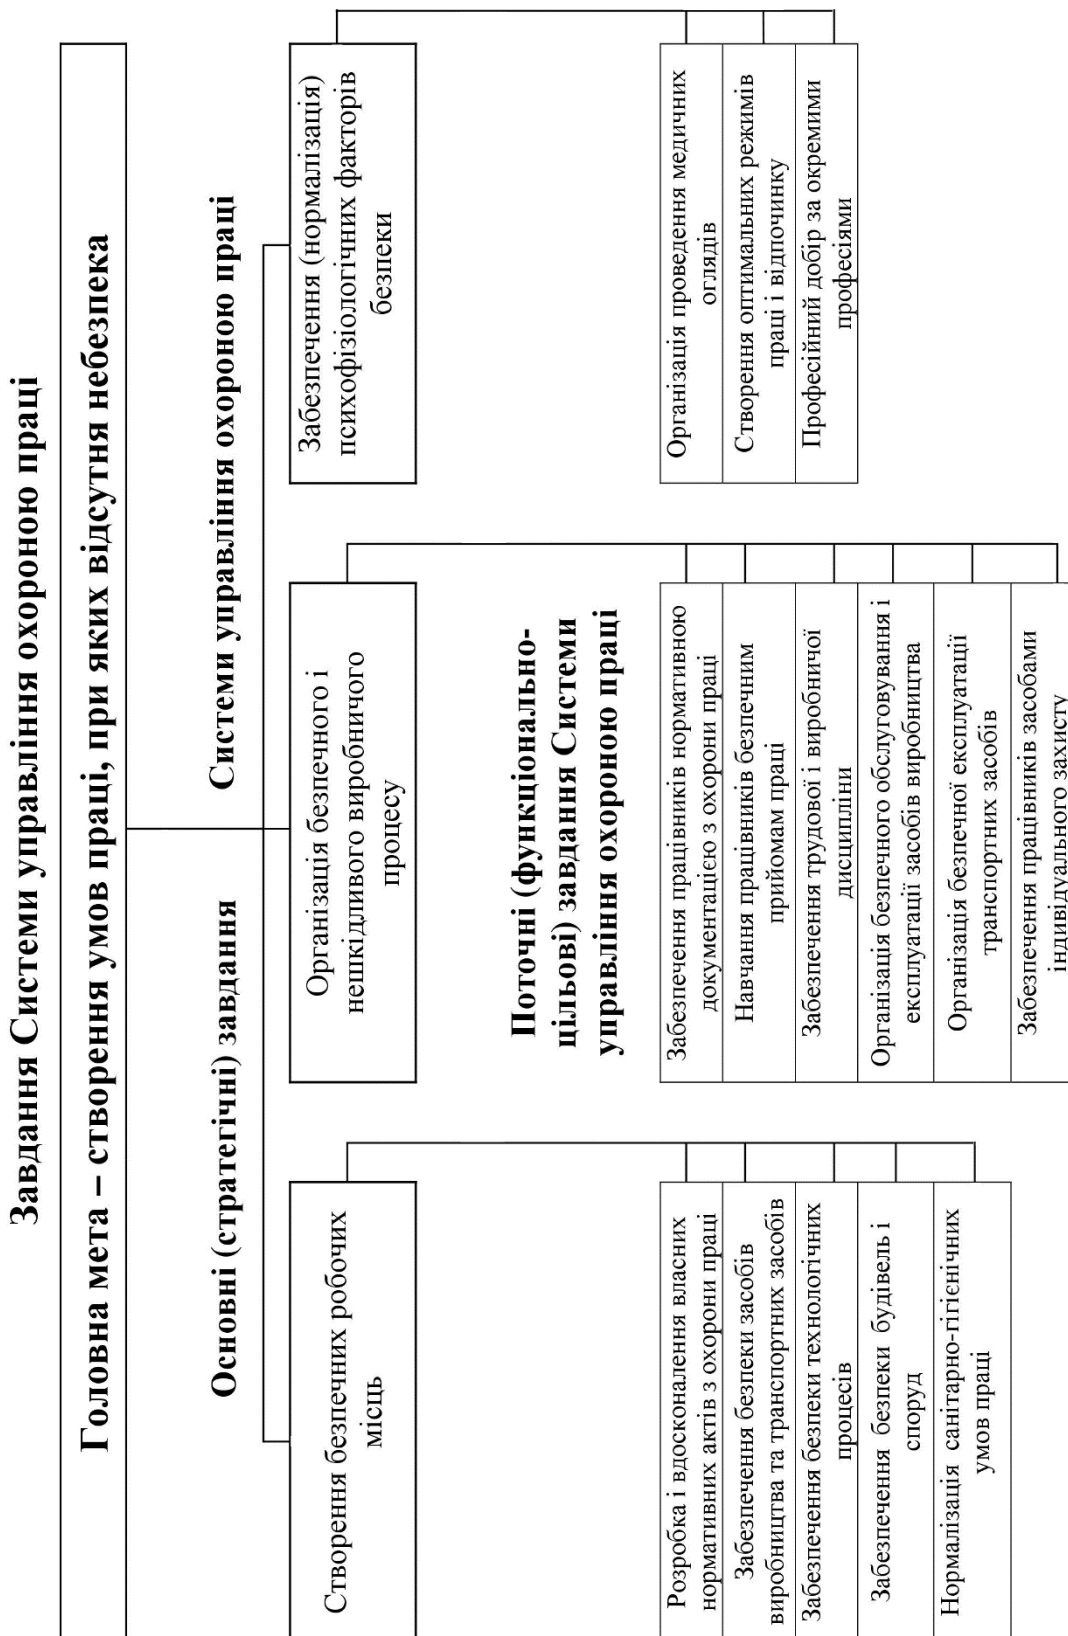 Завдання Системи управління охороною праці
Головна мета – створення умов праці, при яких відсутня небезпека
Основні (стратегічні) завдання
Системи управління охороною праці
Створення безпечних робочих
місць
Організація безпечного і
нешкідливого виробничого
процесу
Забезпечення (нормалізація)
психофізіологічних факторів
безпеки
Поточні (функціонально-
цільові) завдання Системи
управління охороною праці
Розробка і вдосконалення власних
нормативних актів з охорони праці
Забезпечення безпеки засобів
виробництва та транспортних засобів
Забезпечення безпеки технологічних
процесів
Забезпечення безпеки будівель і
споруд
Нормалізація санітарно-гігієнічних
умов праці
Забезпечення працівників нормативною
документацією з охорони праці
Навчання працівників безпечним
прийомам праці
Забезпечення трудової і виробничої
дисципліни
Організація безпечного обслуговування і
експлуатації засобів виробництва
Організація безпечної експлуатації
транспортних засобів
Забезпечення працівників засобами
індивідуального захисту
Організація проведення медичних
оглядів
Створення оптимальних режимів
праці і відпочинку
Професійний добір за окремими
професіями